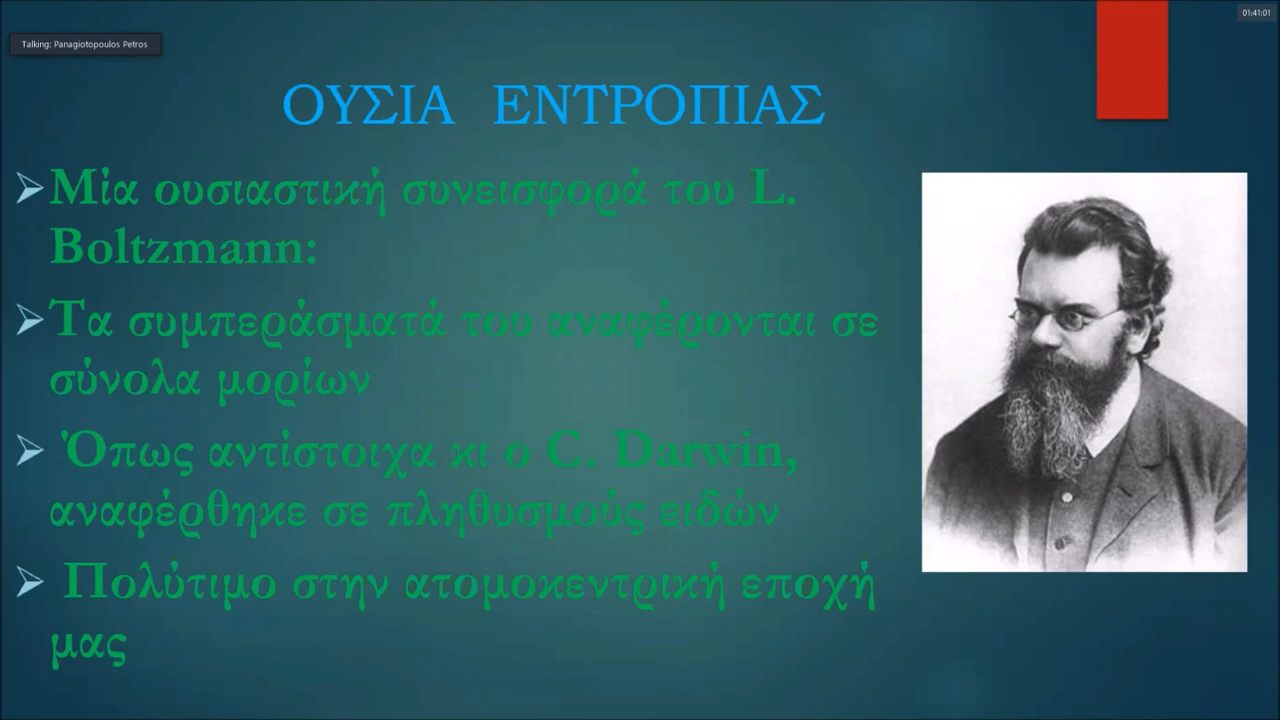 01:41:01
Talking: Panagiotopoulos Petros
ΟΥΣΙΑ ΕΝΤΡΟΠΙΑΣ
Μία ουσιαστική συνεισφορά του L.
Boltzmann:
Τα συμπεράσματά του αναφέρονται σε
σύνολα μορίων
Όπως αντίστοιχα κι ο C. Darwin,
αναφέρθηκε σε πληθυσμούς ειδών
Πολύτιμο στην ατομοκεντρική εποχή
μας